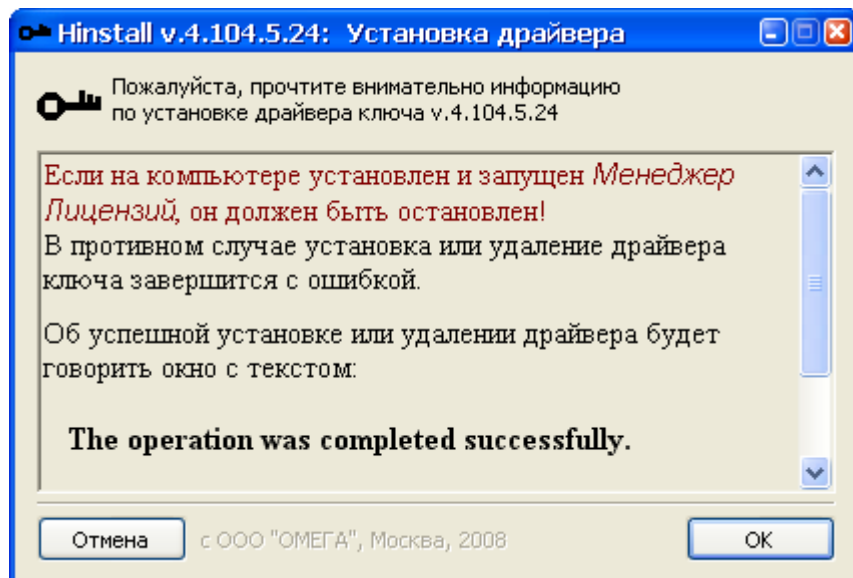 Hinstall v.4.104.5.24: Установка драйвера
Пожалуйста, прочтите внимательно информацию
по установке драйвера ключа v.4.104.5.24
Если на компьютере установлен и запущен Менеджер
Лицензий, он должен быть остановлен!
В противном случае установка или удаление драйвера
ключа завершится с ошибкой.
Об успешной установке или удалении драйвера будет
говорить окно с текстом:
The operation was completed successfully.
Отмена
с ООО "ОМЕГА", Москва, 2008
OK